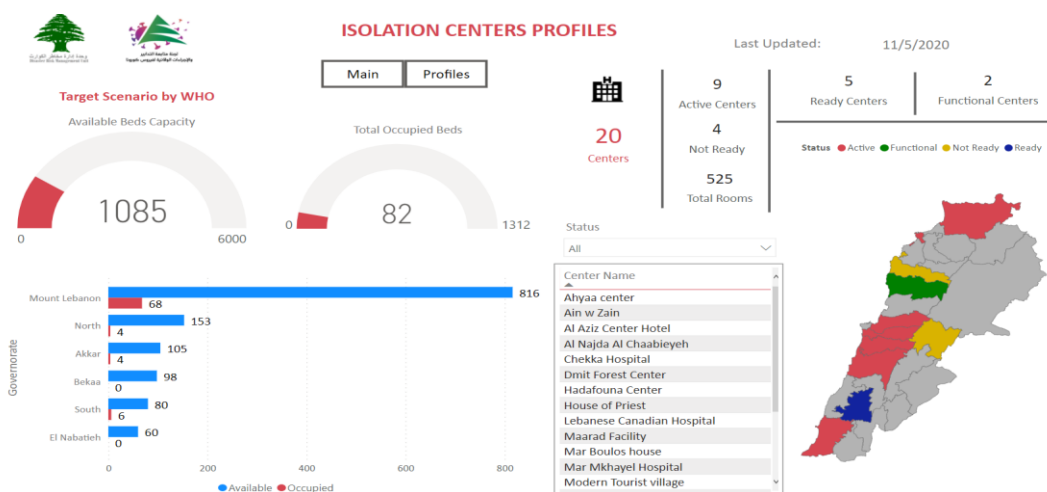 ISOLATION CENTERS PROFILES
Last Updated: 11/5/2020
Main
Profiles
Target Scenario by WHO
Available Beds Capacity
1085
0
6000
Total Occupied Beds
82
0
1312
20
Centers
9
Active Centers
4
Not Ready
525
Total Rooms
5
Ready Centers
2
Functional Centers
Status Active Functional Not Ready Ready
Status
All
Center Name
Ahyaa center
Ain w Zain
Al Aziz Center Hotel
Al Najda Al Chaabieyeh
Chekka Hospital
Dmit Forest Center
Hadafouna Center
House of Priest
Lebanese Canadian Hospital
Maarad Facility
Mar Boulos house
Mar Mkhayel Hospital
Modern Tourist village
Governorate
Mount Lebanon 816
68
North 153
4
Akkar 105
4
Bekaa 98
0
South 80
6
El Nabatieh 60
0
0 200 400 600 800
Available Occupied